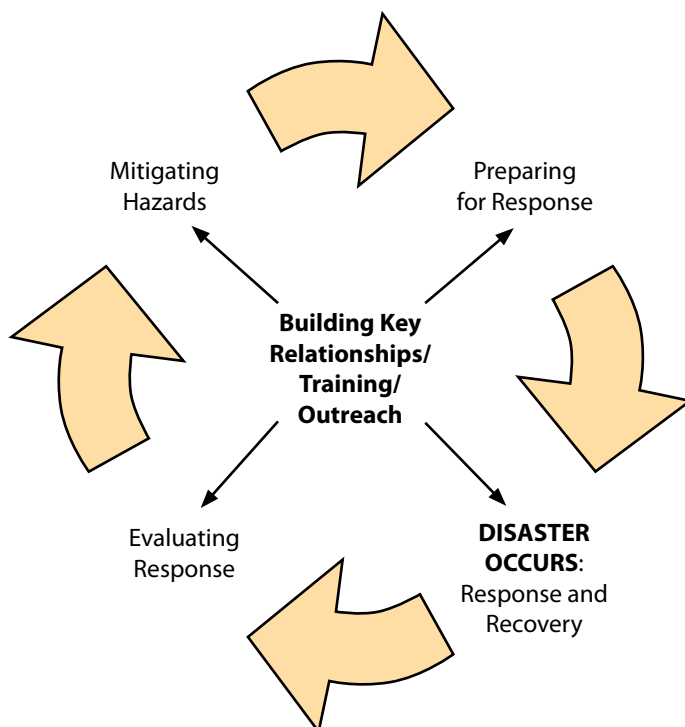 Mitigating
Hazards
Preparing
for Response
Building Key
Relationships/
Training/
Outreach
Evaluating
Response
DISASTER
OCCURS:
Response and
Recovery